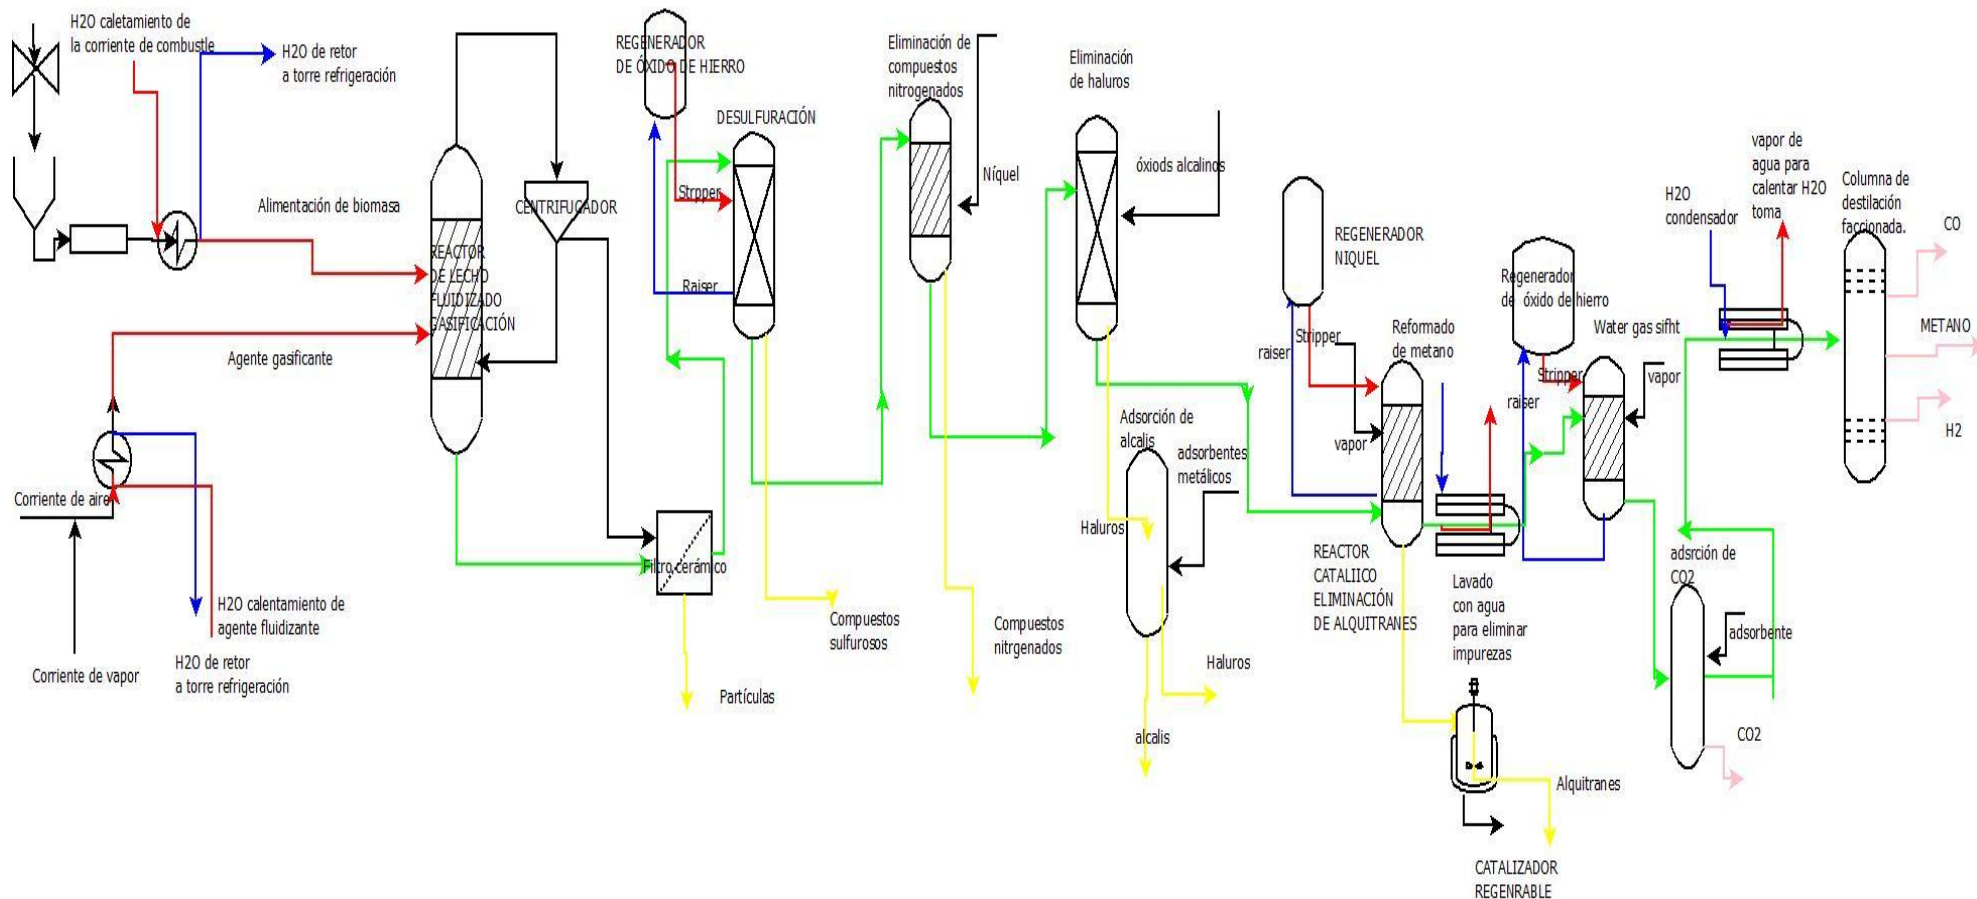 H2O caletamiento de
la corriente de combustle
H2O de retor
a torre refrigeración
Alimentación de biomasa
Agente gasificante
Corriente de airo
Corriente de vapor
H2O calentamiento de
agente fluidizante
H2O de retor
a torre refrigeración
REACTOR
DE LECHO
FLUIDIZADO
GASIFICACIÓN
CENTRIFUGADOR
Filtro cerámico
Partículas
REGENERADOR
DE ÓXIDO DE HIERRO
DESULFURACIÓN
Strpper
Raiser
Compuestos
sulfurosos
Eliminación de
compuestos
nitrogenados
Níquel
Compuestos
nitrgenados
Eliminación
de haluros
óxiods alcalinos
Adsorción de
alcalis
adsorbentes
metálicos
Haluros
Haluros
alcalis
REGENERADOR
NIQUEL
Stripper
raiser
vapor
Reformado
de metano
REACTOR
CATALIICO
ELIMINACIÓN
DE ALQUITRANES
Lavado
con agua
para eliminar
impurezas
Alquitranes
CATALIZADOR
REGENRABLE
Regenerador
de óxido de hierro
Stripper
raiser
Water gas sifht
vapor
adsrción de
CO2
adsorbente
CO2
H2O
condensador
vapor de
agua para
calentar H2O
toma
Columna de
destilación
faccionada.
CO
METANO
H2